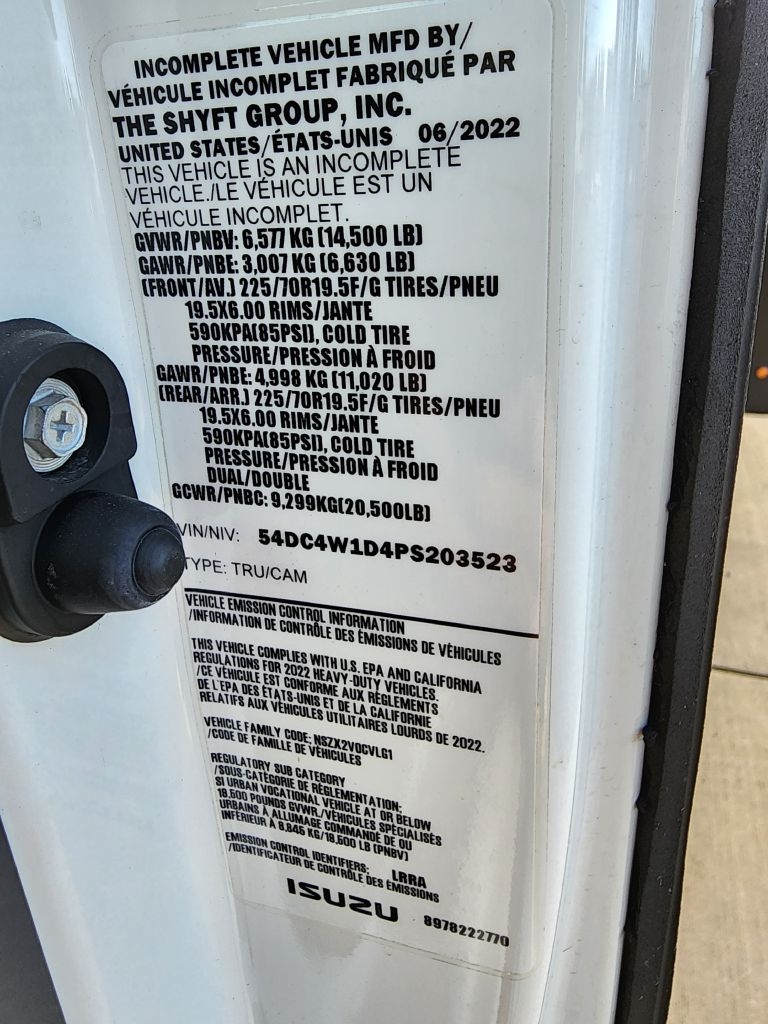 INCOMPLETE VEHICLE MFD BY/
VÉHICULE INCOMPLET FABRIQUÉ PAR
THE SHYFT GROUP, INC.
UNITED STATES/ÉTATS-UNIS 06/2022
THIS VEHICLE IS AN INCOMPLETE
VEHICLE./LE VÉHICULE EST UN
VÉHICULE INCOMPLET.
GVWR/PNBV: 6,577 KG (14,500 LB)
GAWR/PNBE: 3,007 KG (6,630 LB)
(FRONT/AV.) 225/70R19.5F/G TIRES/PNEU
19.5X6.00 RIMS/JANTE
590KPA(85PSI), COLD TIRE
PRESSURE/PRESSION À FROID
GAWR/PNBE: 4,998 KG (11,020 LB)
(REAR/ARR.) 225/70R19.5F/G TIRES/PNEU
19.5X6.00 RIMS/JANTE
590KPA(85PSI), COLD TIRE
PRESSURE/PRESSION À FROID
DUAL/DOUBLE
GCWR/PNBC: 9,299KG(20,500LB)
VIN/NIV: 54DC4W1D4PS203523
TYPE: TRU/CAM
VEHICLE EMISSION CONTROL INFORMATION
/INFORMATION DE CONTRÔLE DES ÉMISSIONS DE VÉHICULES
THIS VEHICLE COMPLIES WITH U.S. EPA AND CALIFORNIA
REGULATIONS FOR 2022 HEAVY-DUTY VEHICLES.
/CE VÉHICULE EST CONFORME AUX RÈGLEMENTS
DE L'EPA DES ÉTATS-UNIS ET DE LA CALIFORNIE
RELATIFS AUX VÉHICULES UTILITAIRES LOURDS DE 2022.
VEHICLE FAMILY CODE: NSZX2VOCVLG1
/CODE DE FAMILLE DE VÉHICULES
REGULATORY SUB CATEGORY
/SOUS-CATÉGORIE DE RÉGLEMENTATION:
SI URBAN VOCATIONAL VEHICLE AT OR BELOW
19,500 POUNDS GVWR/VÉHICULES SPÉCIALISÉS
URBAINS À ALLUMAGE COMMANDÉ DE OU
INFÉRIEUR À 8,845 KG/19,500 LB (PNBV)
EMISSION CONTROL IDENTIFIERS: LRRA
/IDENTIFICATEUR DE CONTRÔLE DES ÉMISSIONS
ISUZU 8978222770